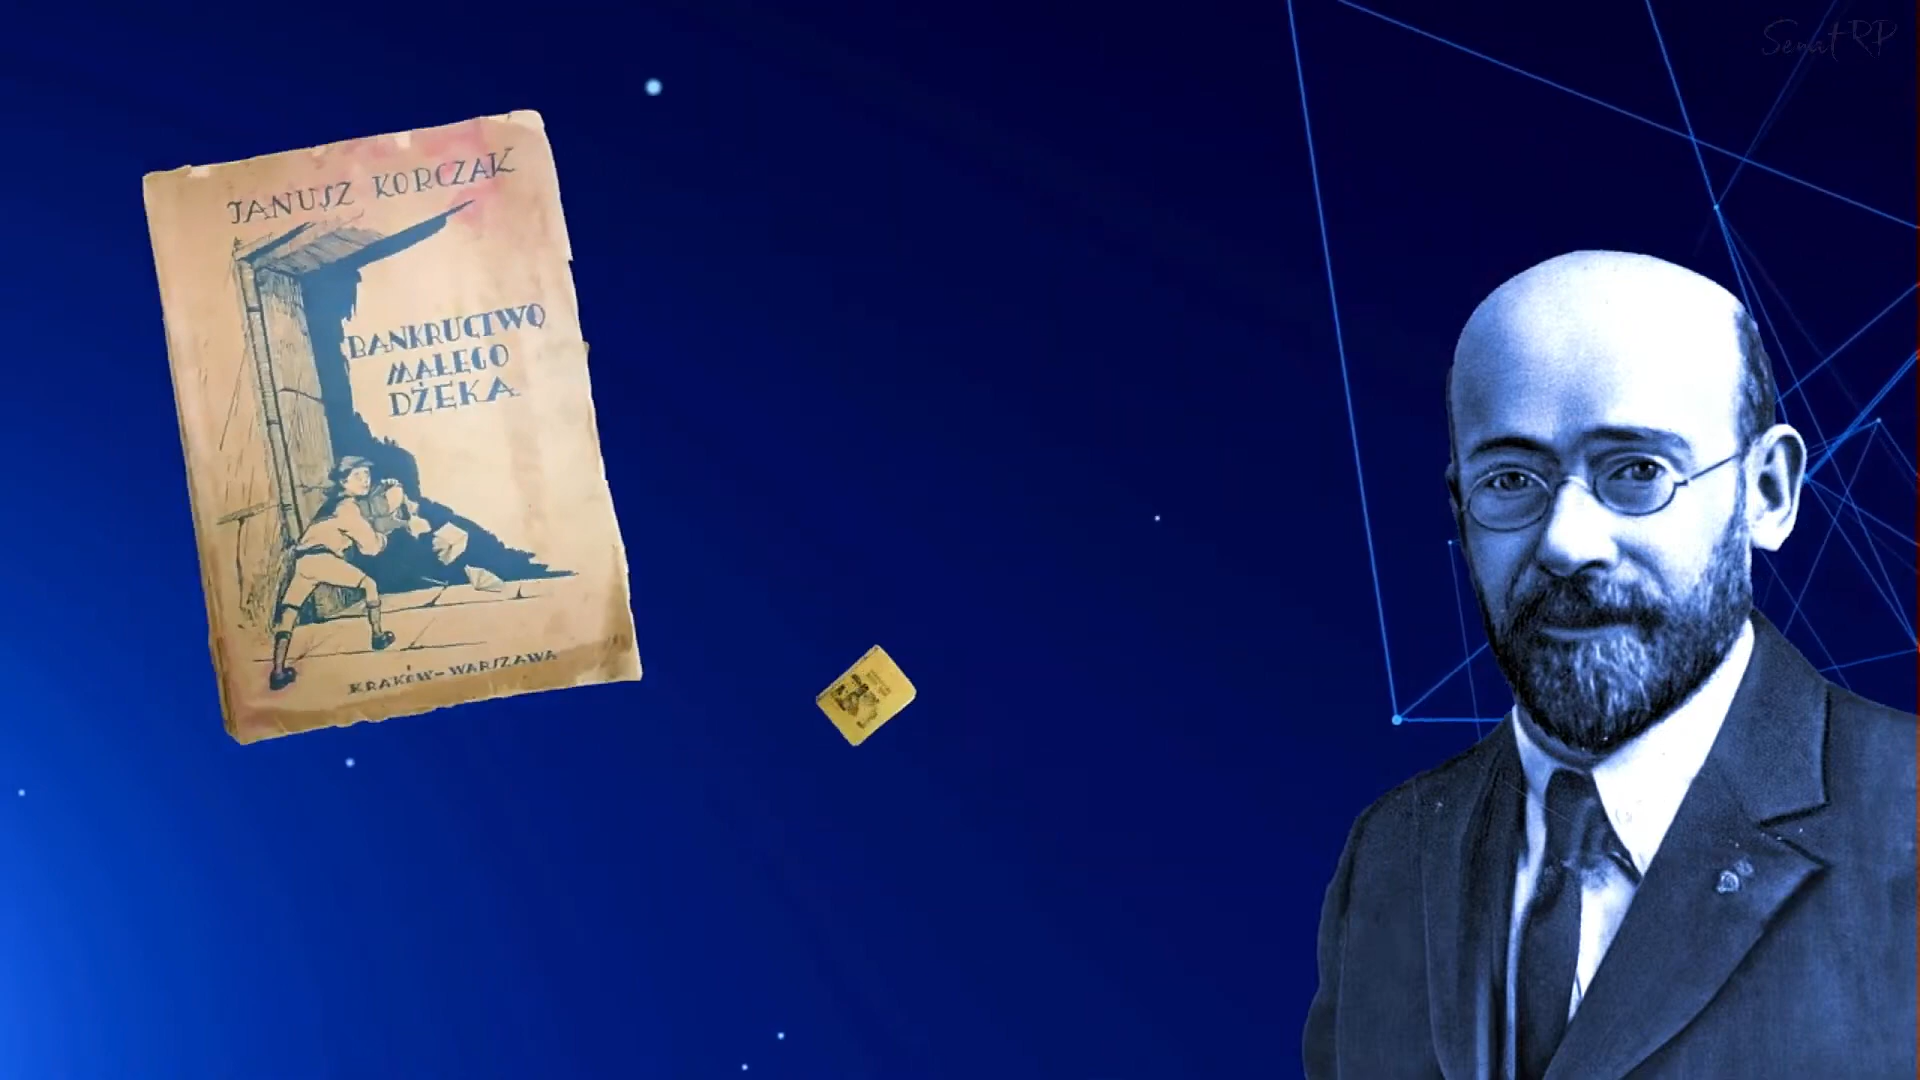 Senat RP
JANUSZ KORCZAK
BANKRUCTWO
MAŁEGO
DŻEKA
KRAKÓW–WARSZAWA